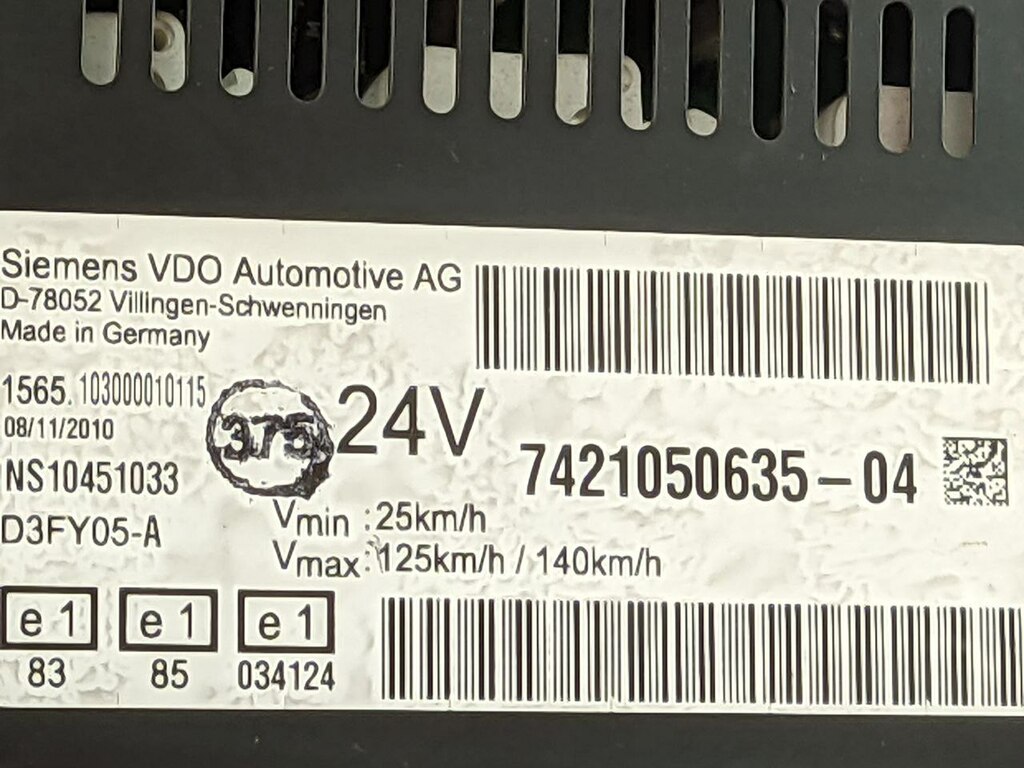 Siemens VDO Automotive AG
D-78052 Villingen-Schwenningen
Made in Germany
1565.103000010115
08/11/2010
375
24V
NS10451033
7421050635-04
D3FY05-A
Vmin : 25km/h
Vmax: 125km/h / 140km/h
e 1
e 1
e 1
83
85
034124